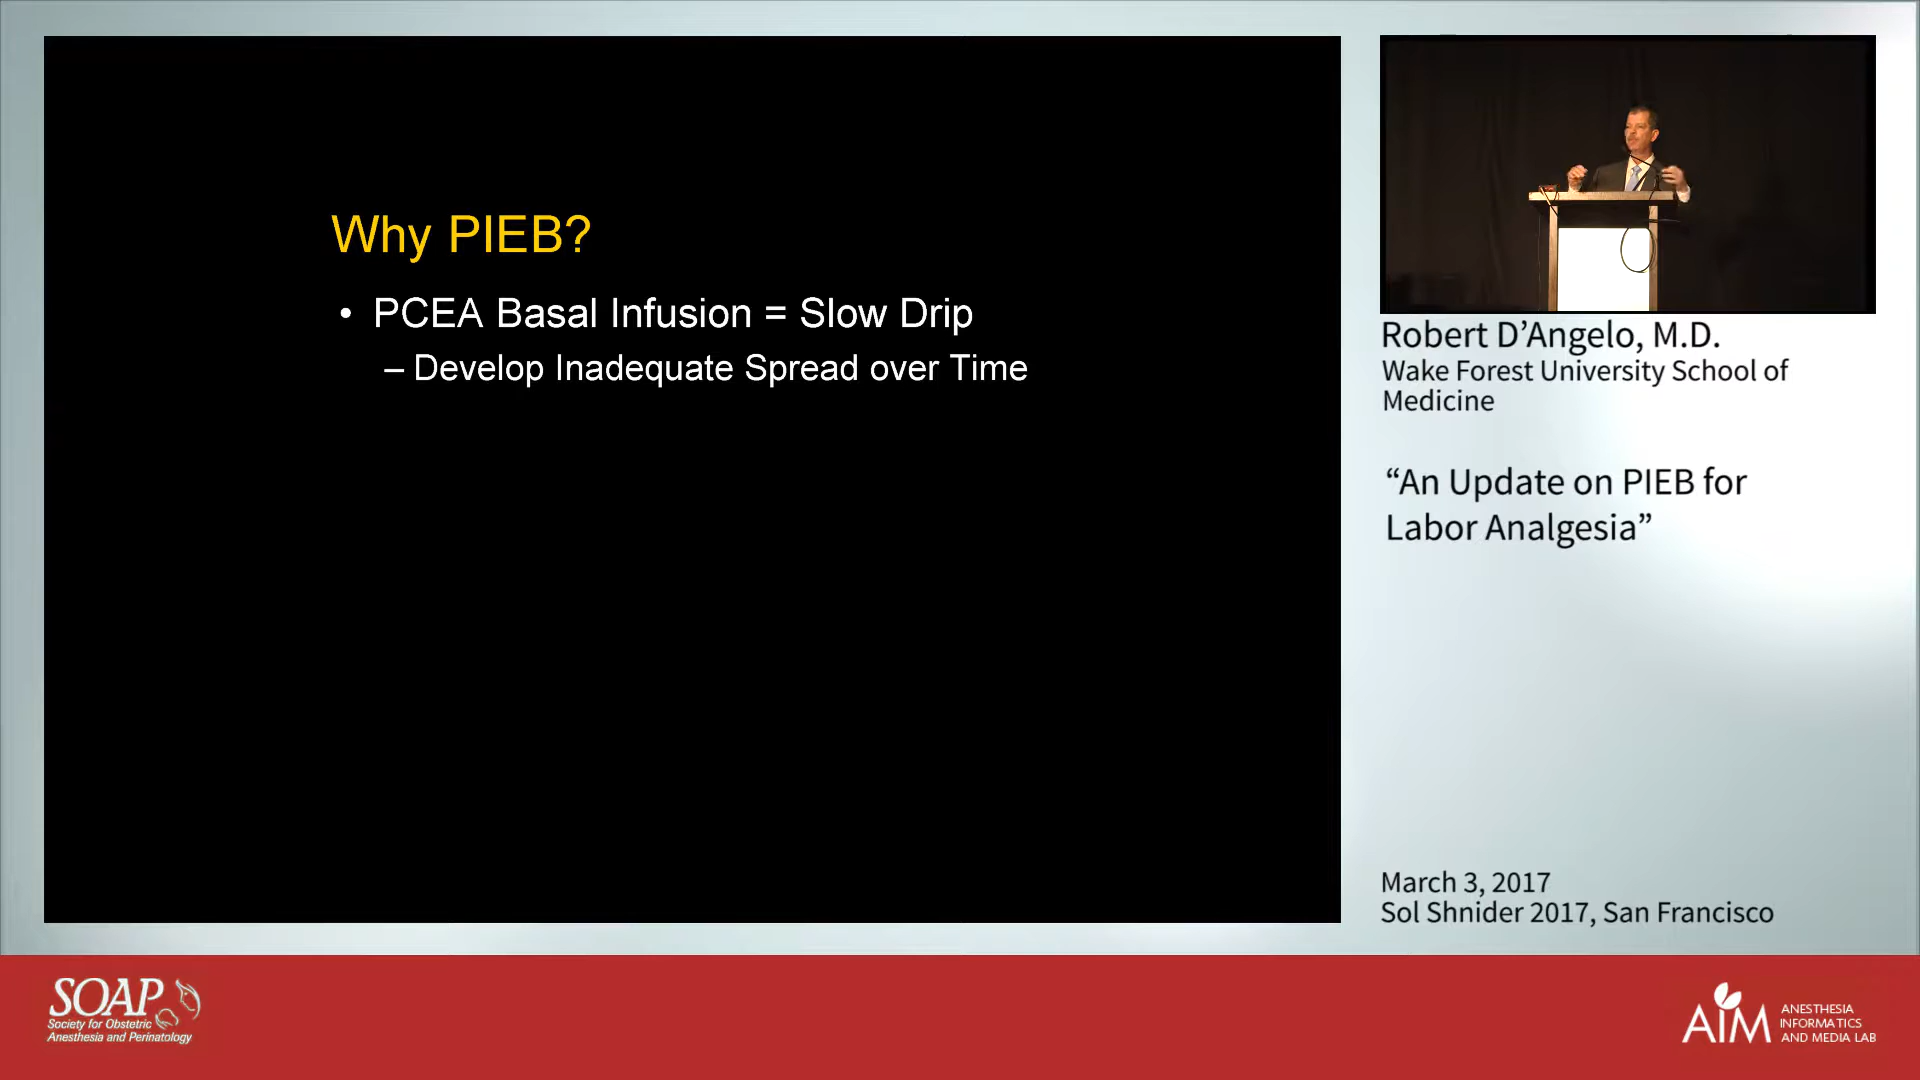 Why PIEB?
• PCEA Basal Infusion = Slow Drip
– Develop Inadequate Spread over Time
Robert D’Angelo, M.D.
Wake Forest University School of
Medicine
“An Update on PIEB for
Labor Analgesia”
March 3, 2017
Sol Shnider 2017, San Francisco
SOAP
Society for Obstetric
Anesthesia and Perinatology
AIM
ANESTHESIA
INFORMATICS
AND MEDIA LAB